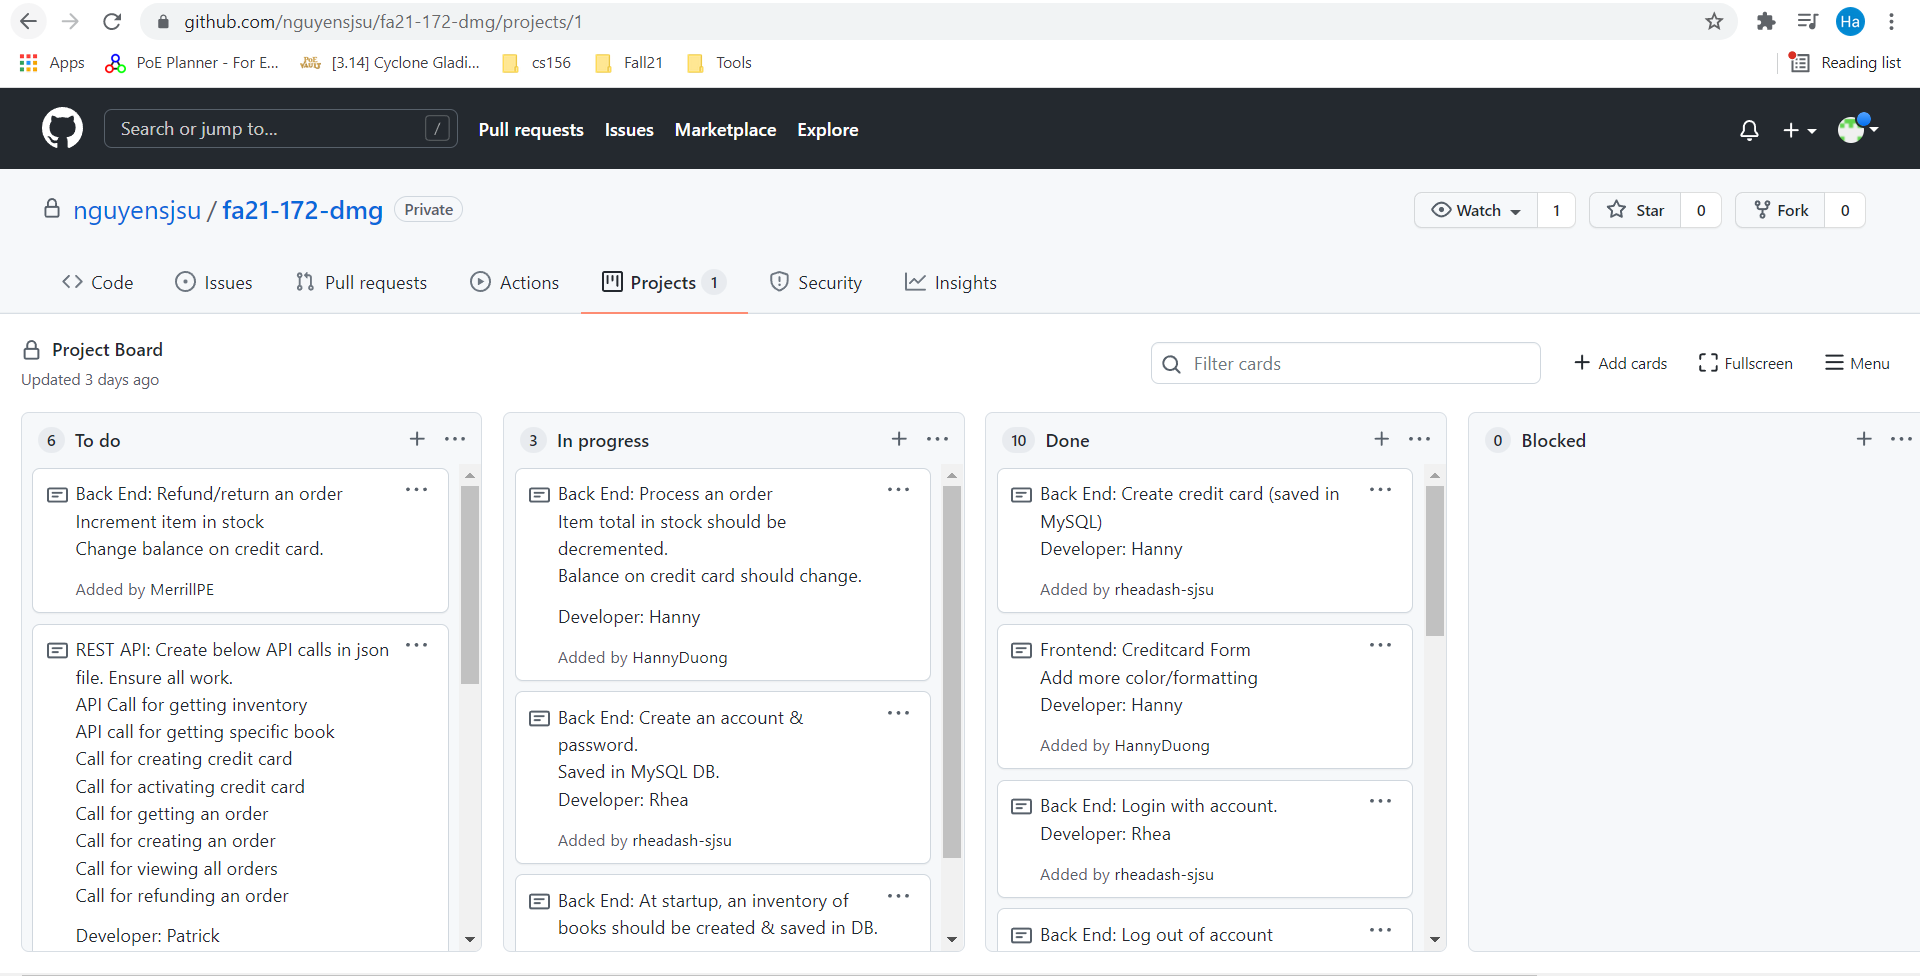 github.com/nguyensjsu/fa21-172-dmg/projects/1
Ha
Apps
PoE Planner - For E...
[3.14] Cyclone Gladi...
cs156
Fall21
Tools
Reading list
Search or jump to...
/
Pull requests
Issues
Marketplace
Explore
nguyensjsu / fa21-172-dmg
Private
Watch
1
Star
0
Fork
0
Code
Issues
Pull requests
Actions
Projects
1
Security
Insights
Project Board
Updated 3 days ago
Filter cards
Add cards
Fullscreen
Menu
6
To do
Back End: Refund/return an order
Increment item in stock
Change balance on credit card.
Added by MerrillPE
REST API: Create below API calls in json
file. Ensure all work.
API Call for getting inventory
API call for getting specific book
Call for creating credit card
Call for activating credit card
Call for getting an order
Call for creating an order
Call for viewing all orders
Call for refunding an order
Developer: Patrick
3
In progress
Back End: Process an order
Item total in stock should be
decremented.
Balance on credit card should change.
Developer: Hanny
Added by HannyDuong
Back End: Create an account &
password.
Saved in MySQL DB.
Developer: Rhea
Added by rheadash-sjsu
Back End: At startup, an inventory of
books should be created & saved in DB.
10
Done
Back End: Create credit card (saved in
MySQL)
Developer: Hanny
Added by rheadash-sjsu
Frontend: Creditcard Form
Add more color/formatting
Developer: Hanny
Added by HannyDuong
Back End: Login with account.
Developer: Rhea
Added by rheadash-sjsu
Back End: Log out of account
0
Blocked